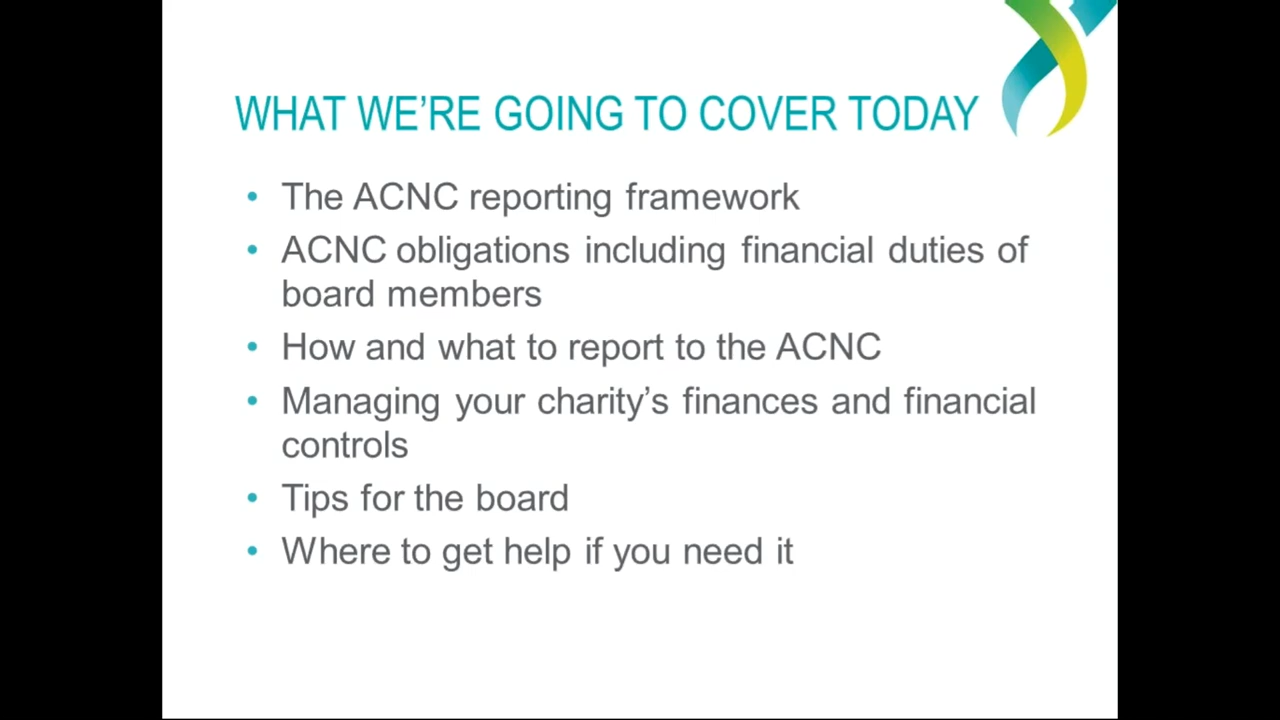 WHAT WE’RE GOING TO COVER TODAY
• The ACNC reporting framework
• ACNC obligations including financial duties of
board members
• How and what to report to the ACNC
• Managing your charity’s finances and financial
controls
• Tips for the board
• Where to get help if you need it